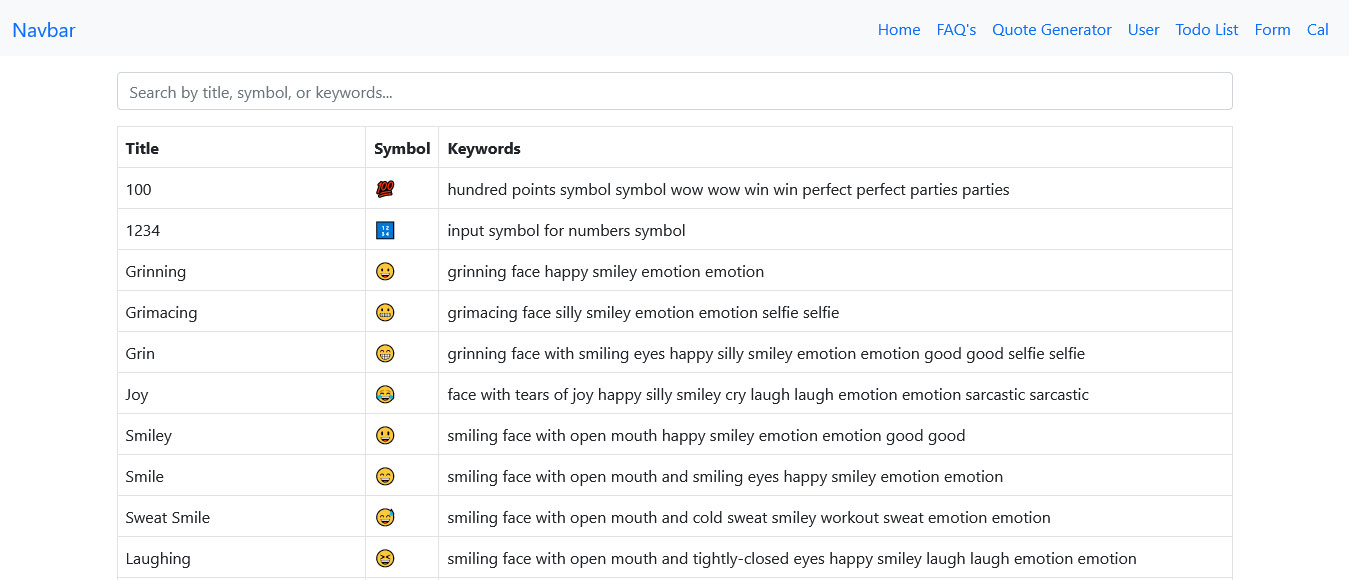 Navbar Home FAQ's Quote Generator User Todo List Form Cal
Search by title, symbol, or keywords...
Title Symbol Keywords
100 💯 hundred points symbol symbol wow wow win win perfect perfect parties parties
1234 🔢 input symbol for numbers symbol
Grinning 😀 grinning face happy smiley emotion emotion
Grimacing 😬 grimacing face silly smiley emotion emotion selfie selfie
Grin 😁 grinning face with smiling eyes happy silly smiley emotion emotion good good selfie selfie
Joy 😂 face with tears of joy happy silly smiley cry laugh laugh emotion emotion sarcastic sarcastic
Smiley 😃 smiling face with open mouth happy smiley emotion emotion good good
Smile 😄 smiling face with open mouth and smiling eyes happy smiley emotion emotion
Sweat Smile 😅 smiling face with open mouth and cold sweat smiley workout sweat emotion emotion
Laughing 😆 smiling face with open mouth and tightly-closed eyes happy smiley laugh laugh emotion emotion